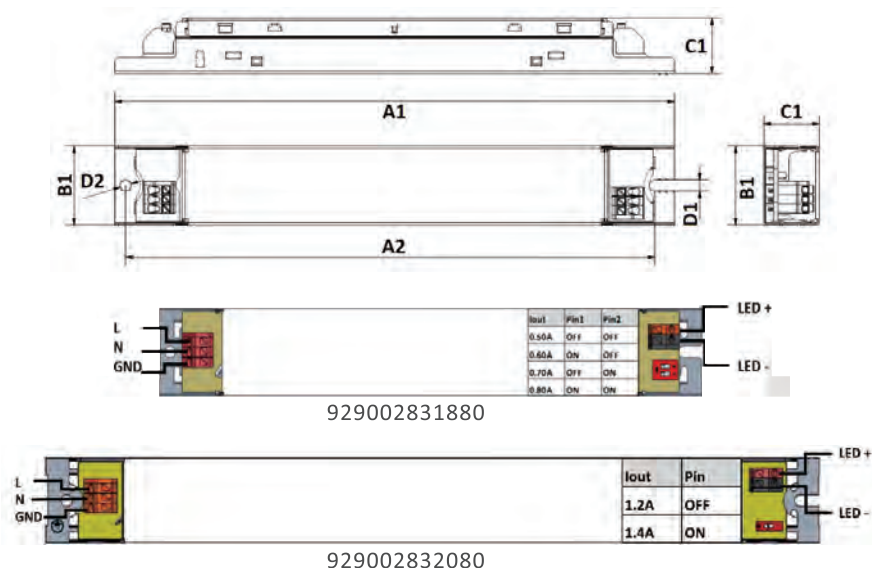 C1
A1
C1
B1
D2
B1
D1
A2
LED +
L
N
GND
Iout Pin1 Pin2
0.50A OFF OFF
0.60A ON OFF
0.70A OFF ON
0.80A ON ON
LED -
929002831880
LED +
L
N
GND
Iout Pin
1.2A OFF
1.4A ON
LED -
929002832080